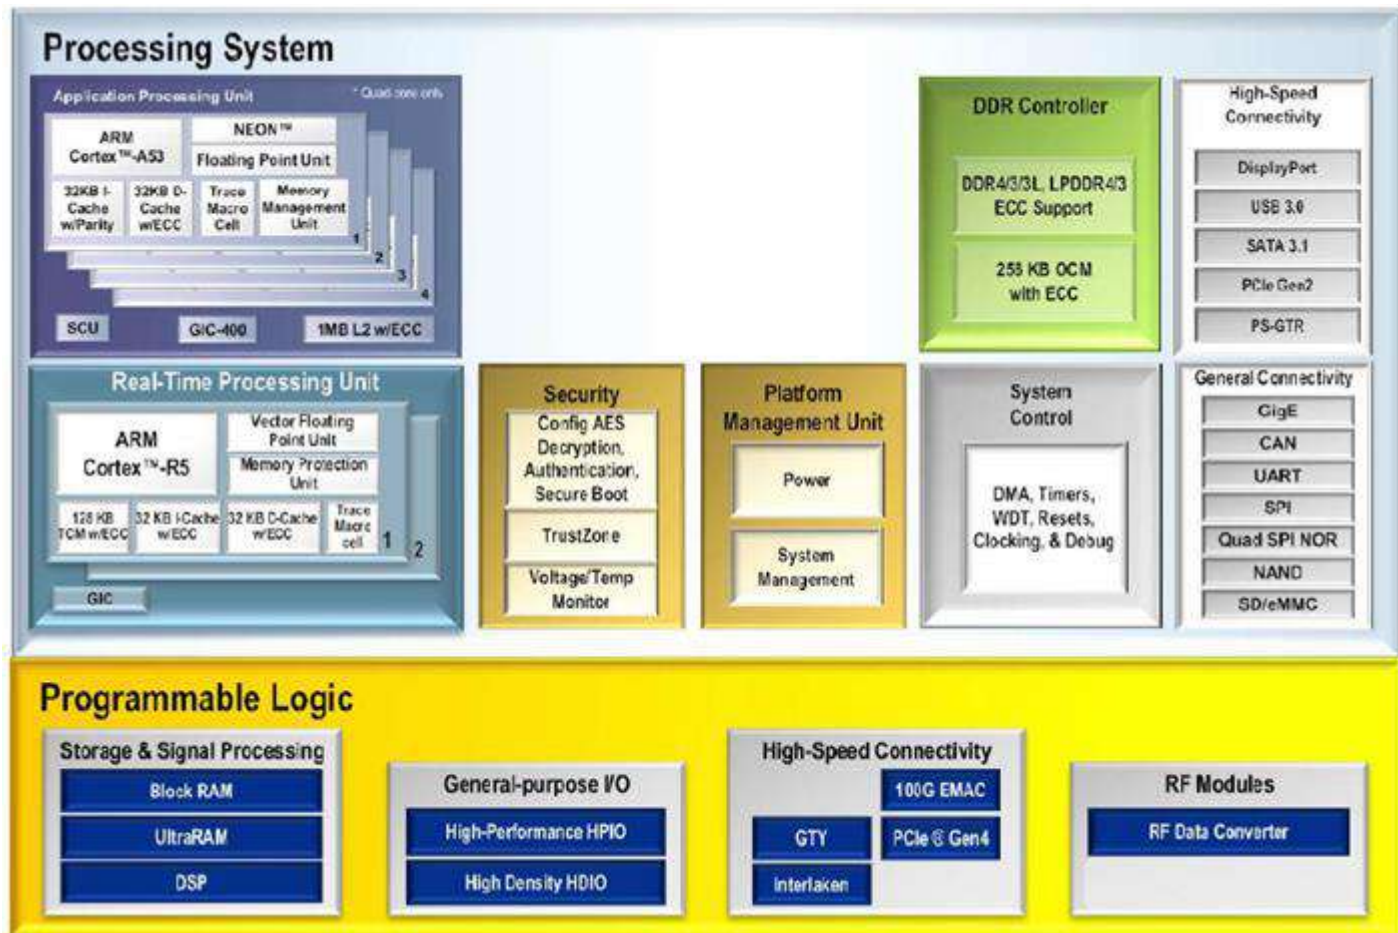 Processing System
Application Processing Unit
* Quad core only
ARM
Cortex™-A53
NEON™
Floating Point Unit
32KB I-
Cache
w/Parity
32KB D-
Cache
w/ECC
Trace
Macro
Cell
Memory
Management
Unit
1
2
3
4
SCU
GIC-400
1MB L2 w/ECC
DDR Controller
DDR4/3/3L, LPDDR4/3
ECC Support
256 KB OCM
with ECC
High-Speed
Connectivity
DisplayPort
USB 3.0
SATA 3.1
PCIe Gen2
PS-GTR
Real-Time Processing Unit
ARM
Cortex™-R5
Vector Floating
Point Unit
Memory Protection
Unit
128 KB
TCM w/ECC
32 KB I-Cache
w/ECC
32 KB D-Cache
w/ECC
Trace
Macro
cell
1
2
GIC
Security
Config AES
Decryption,
Authentication,
Secure Boot
TrustZone
Voltage/Temp
Monitor
Platform
Management Unit
Power
System
Management
System
Control
DMA, Timers,
WDT, Resets,
Clocking, & Debug
General Connectivity
GigE
CAN
UART
SPI
Quad SPI NOR
NAND
SD/eMMC
Programmable Logic
Storage & Signal Processing
Block RAM
UltraRAM
DSP
General-purpose I/O
High-Performance HPIO
High Density HDIO
High-Speed Connectivity
100G EMAC
GTY
PCIe ® Gen4
Interlaken
RF Modules
RF Data Converter